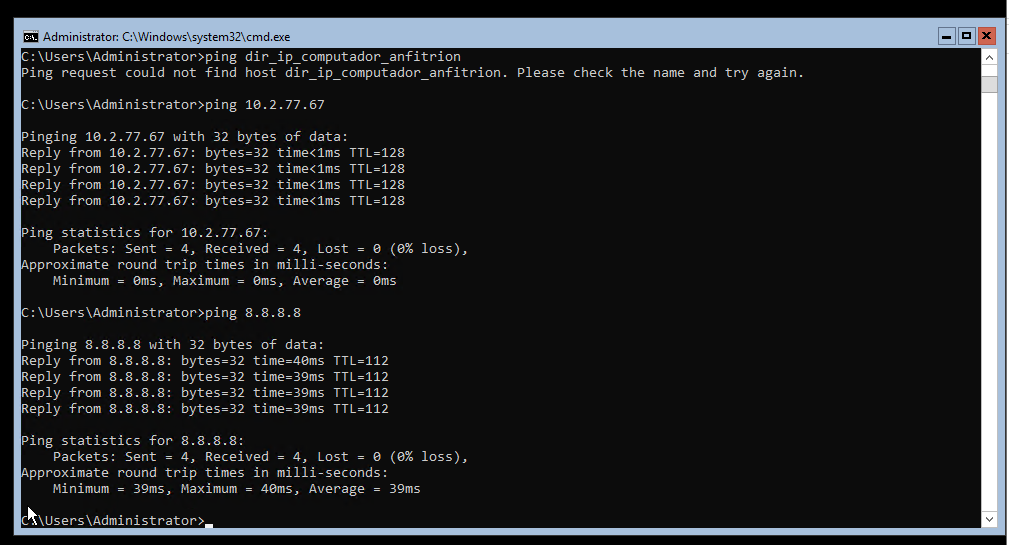 Administrator: C:\Windows\system32\cmd.exe
C:\Users\Administrator>ping dir_ip_computador_anfitrion
Ping request could not find host dir_ip_computador_anfitrion. Please check the name and try again.
C:\Users\Administrator>ping 10.2.77.67
Pinging 10.2.77.67 with 32 bytes of data:
Reply from 10.2.77.67: bytes=32 time<1ms TTL=128
Reply from 10.2.77.67: bytes=32 time<1ms TTL=128
Reply from 10.2.77.67: bytes=32 time<1ms TTL=128
Reply from 10.2.77.67: bytes=32 time<1ms TTL=128
Ping statistics for 10.2.77.67:
    Packets: Sent = 4, Received = 4, Lost = 0 (0% loss),
Approximate round trip times in milli-seconds:
    Minimum = 0ms, Maximum = 0ms, Average = 0ms
C:\Users\Administrator>ping 8.8.8.8
Pinging 8.8.8.8 with 32 bytes of data:
Reply from 8.8.8.8: bytes=32 time=40ms TTL=112
Reply from 8.8.8.8: bytes=32 time=39ms TTL=112
Reply from 8.8.8.8: bytes=32 time=39ms TTL=112
Reply from 8.8.8.8: bytes=32 time=39ms TTL=112
Ping statistics for 8.8.8.8:
    Packets: Sent = 4, Received = 4, Lost = 0 (0% loss),
Approximate round trip times in milli-seconds:
    Minimum = 39ms, Maximum = 40ms, Average = 39ms
C:\Users\Administrator>